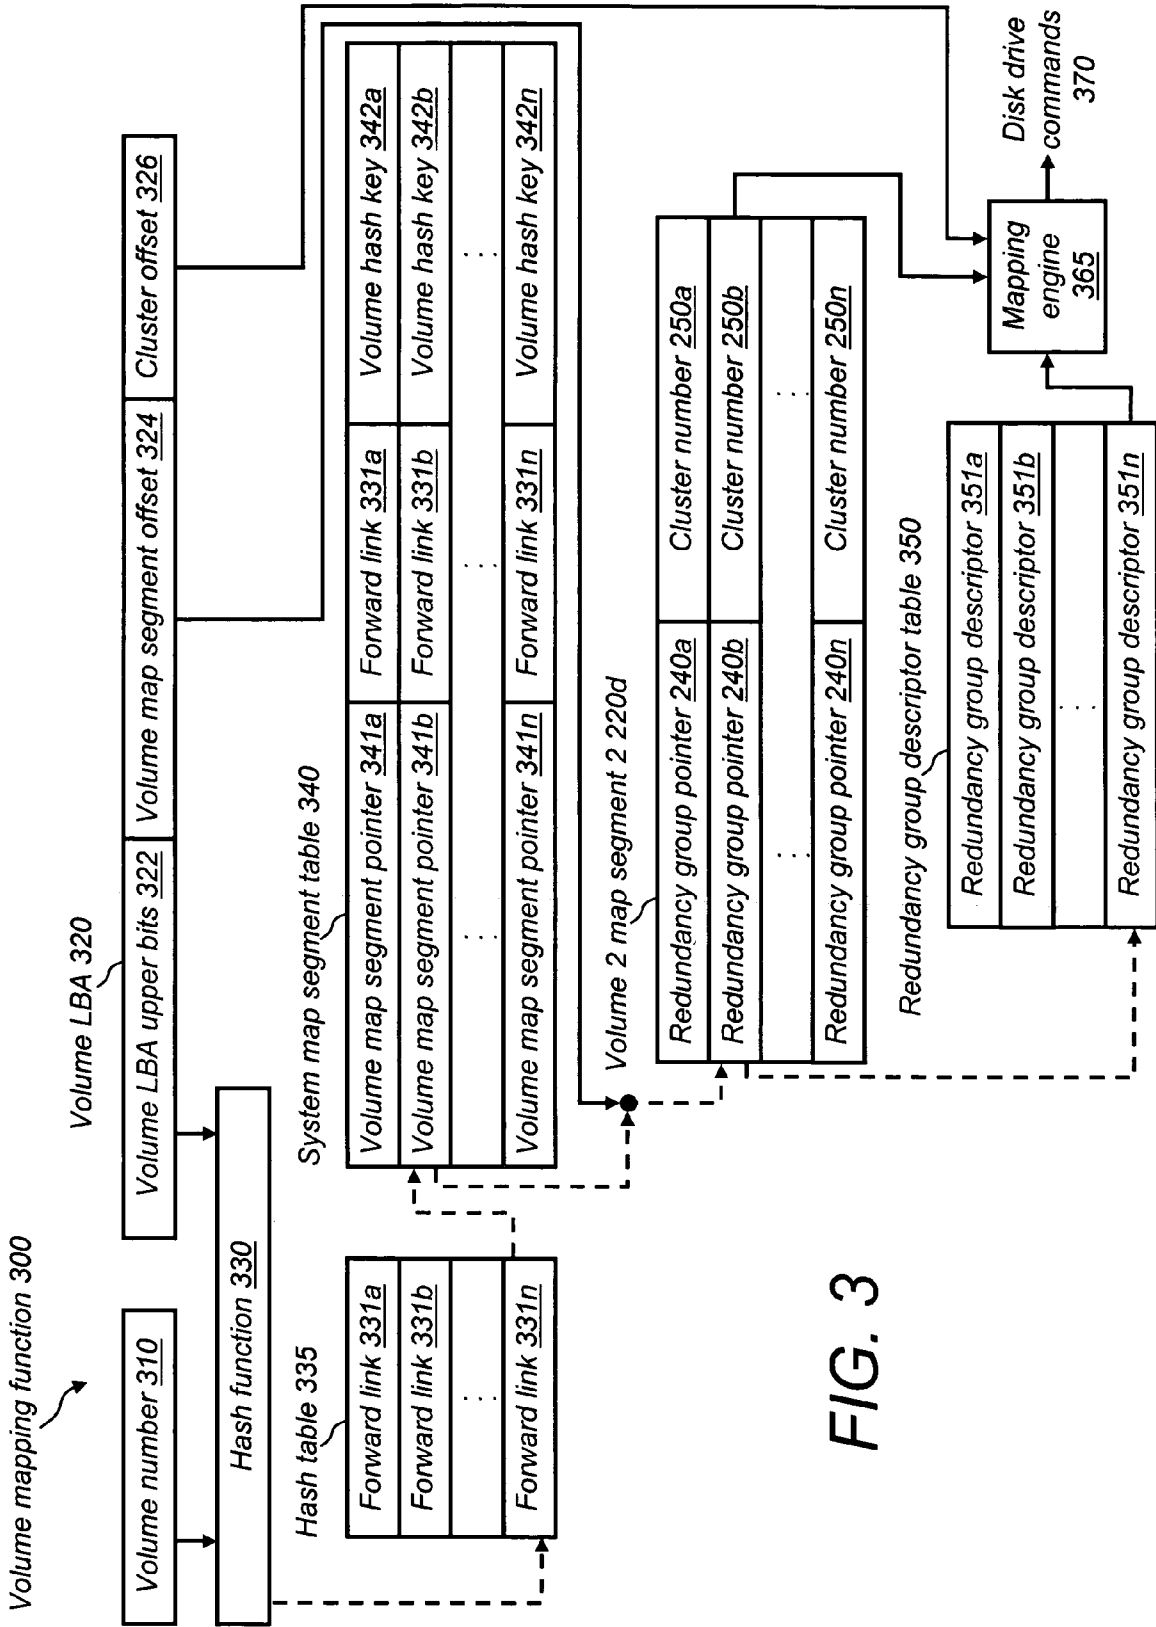 Volume mapping function 300
Volume LBA 320
Volume number 310
Volume LBA upper bits 322
Volume map segment offset 324
Cluster offset 326
Hash function 330
Hash table 335
Forward link 331a
Forward link 331b
...
Forward link 331n
System map segment table 340
Volume map segment pointer 341a
Forward link 331a
Volume hash key 342a
Volume map segment pointer 341b
Forward link 331b
Volume hash key 342b
...
...
...
Volume map segment pointer 341n
Forward link 331n
Volume hash key 342n
Volume 2 map segment 2 220d
Redundancy group pointer 240a
Cluster number 250a
Redundancy group pointer 240b
Cluster number 250b
...
...
Redundancy group pointer 240n
Cluster number 250n
Redundancy group descriptor table 350
Redundancy group descriptor 351a
Redundancy group descriptor 351b
...
Redundancy group descriptor 351n
Mapping
engine
365
Disk drive
commands
370
FIG. 3